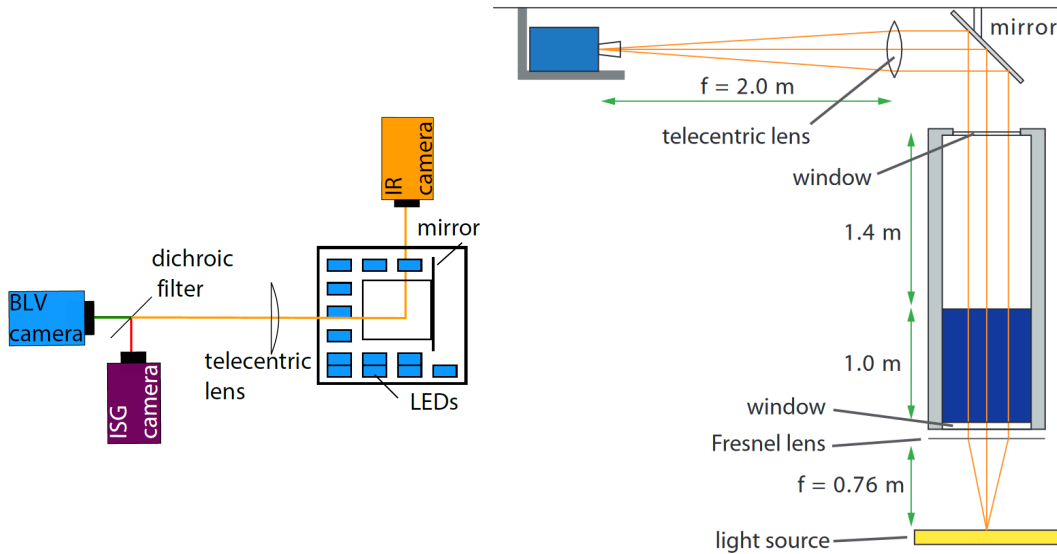 IR
camera
mirror
dichroic
filter
BLV
camera
telecentric
lens
LEDs
ISG
camera
mirror
f = 2.0 m
telecentric lens
window
1.4 m
1.0 m
window
Fresnel lens
f = 0.76 m
light source